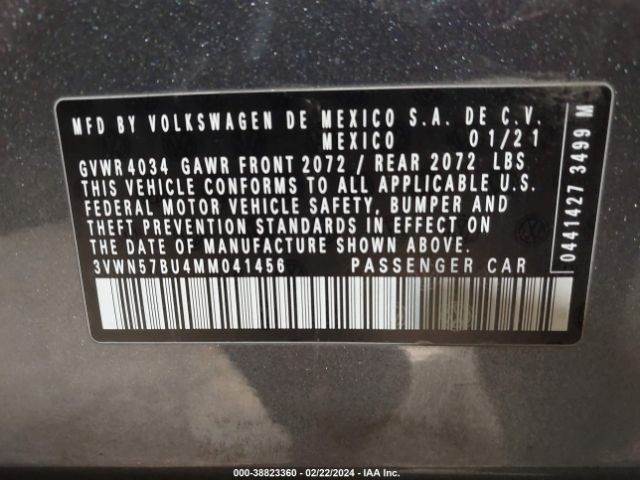 MFD BY VOLKSWAGEN DE MEXICO S.A. DE C.V.
MEXICO 01/21
GVWR 4034 GAWR FRONT 2072 / REAR 2072 LBS
THIS VEHICLE CONFORMS TO ALL APPLICABLE U.S.
FEDERAL MOTOR VEHICLE SAFETY, BUMPER AND
THEFT PREVENTION STANDARDS IN EFFECT ON
THE DATE OF MANUFACTURE SHOWN ABOVE.
3VWN57BU4MM041456 PASSENGER CAR
0441427 3499 M
000-38823360 - 02/22/2024 - IAA Inc.